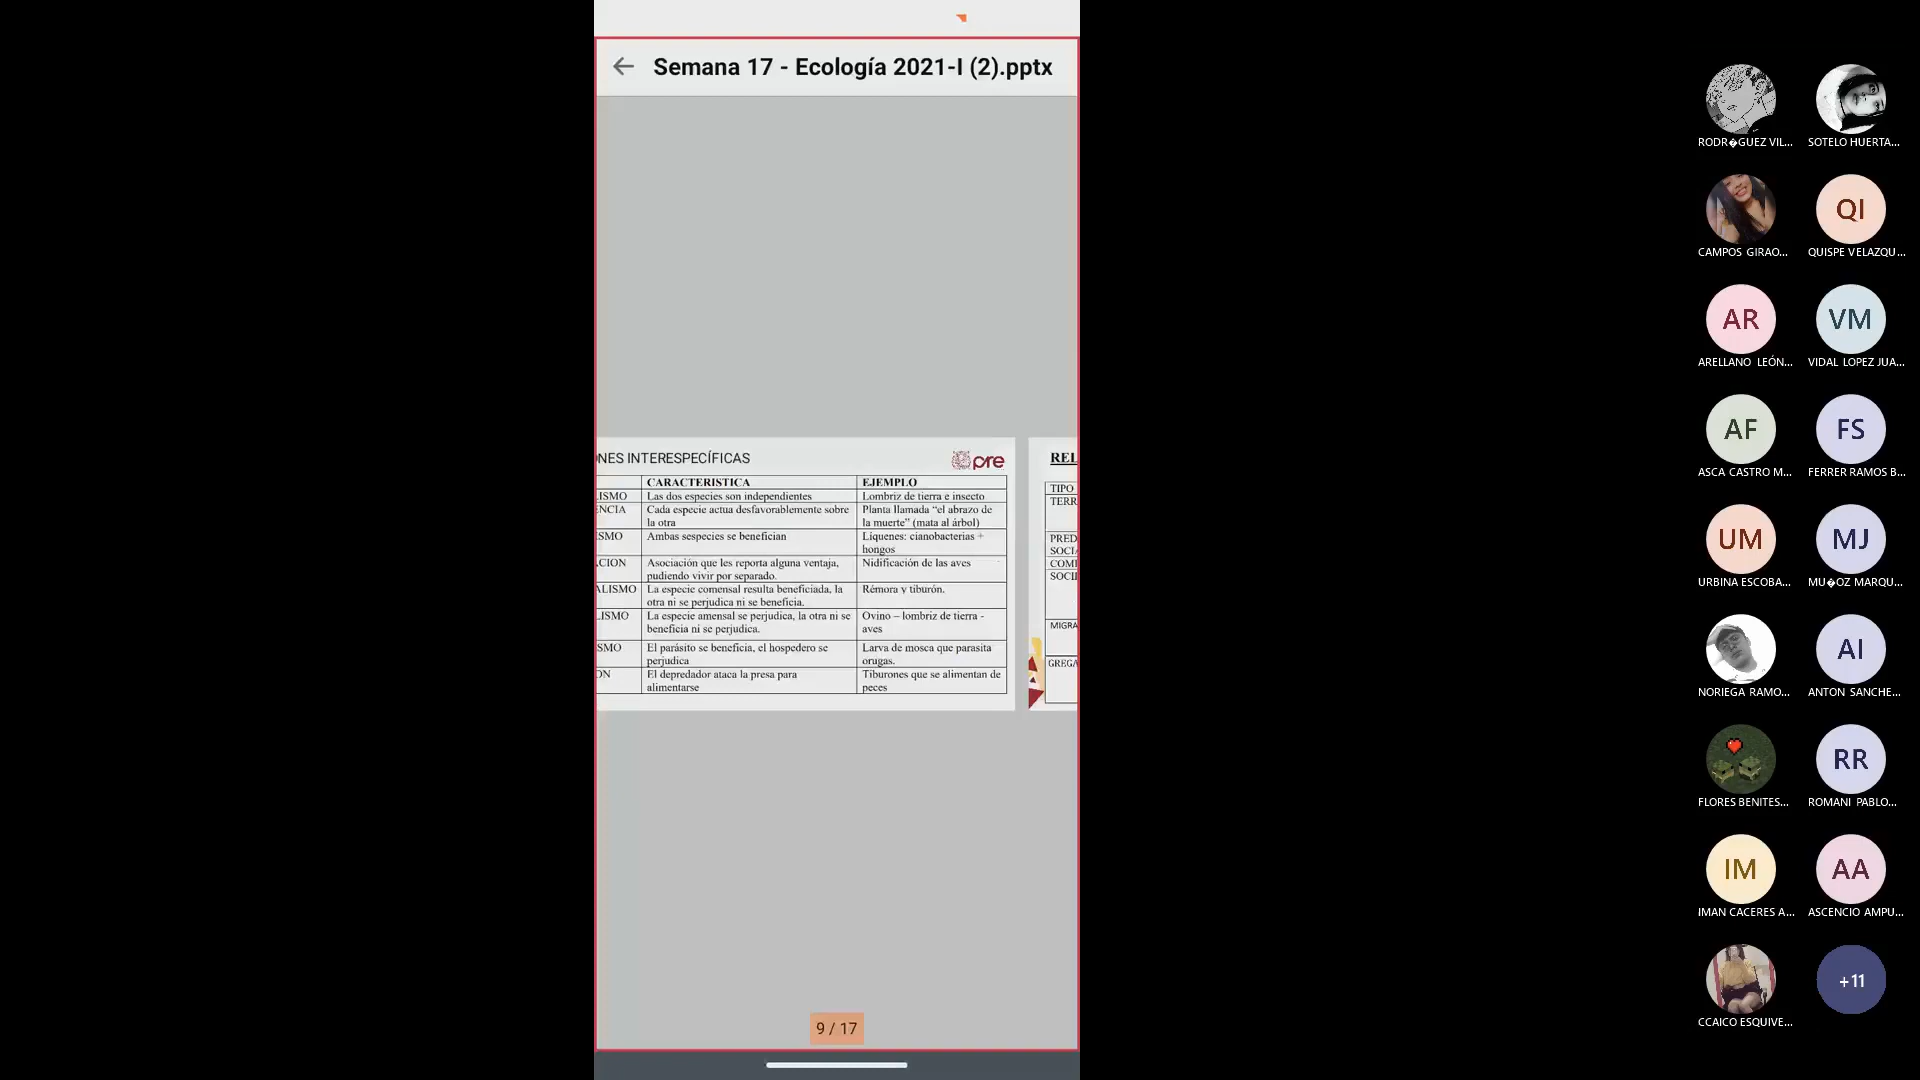 Semana 17 - Ecología 2021-I (2).pptx
NES INTERESPECÍFICAS
pre
CARACTERISTICA EJEMPLO
LISMO Las dos especies son independientes Lombriz de tierra e insecto
ENCIA Cada especie actua desfavorablemente sobre Planta llamada “el abrazo de
la otra la muerte” (mata al árbol)
SMO Ambas sespecies se benefician Líquenes: cianobacterias +
hongos
ACION Asociación que les reporta alguna ventaja, Nidificación de las aves
pudiendo vivir por separado.
ALISMO La especie comensal resulta beneficiada, la Rémora y tiburón.
otra ni se perjudica ni se beneficia.
LISMO La especie amensal se perjudica, la otra ni se Ovino – lombriz de tierra -
beneficia ni se perjudica. aves
SMO El parásito se beneficia, el hospedero se Larva de mosca que parasita
perjudica orugas.
ON El depredador ataca la presa para Tiburones que se alimentan de
alimentarse peces
REL
TIPO
TERR
PRED
SOCIA
COM
SOCI
MIGRA
GREGA
9 / 17
RODR�GUEZ VIL... SOTELO HUERTA...
CAMPOS GIRAO... QI QUISPE VELAZQU...
AR VM
ARELLANO LEÓN... VIDAL LOPEZ JUA...
AF FS
ASCA CASTRO M... FERRER RAMOS B...
UM MJ
URBINA ESCOBA... MU�OZ MARQU...
AI
NORIEGA RAMO... ANTON SANCHE...
RR
FLORES BENITES... ROMANI PABLO...
IM AA
IMAN CACERES A... ASCENCIO AMPU...
+11
CCAICO ESQUIVE...